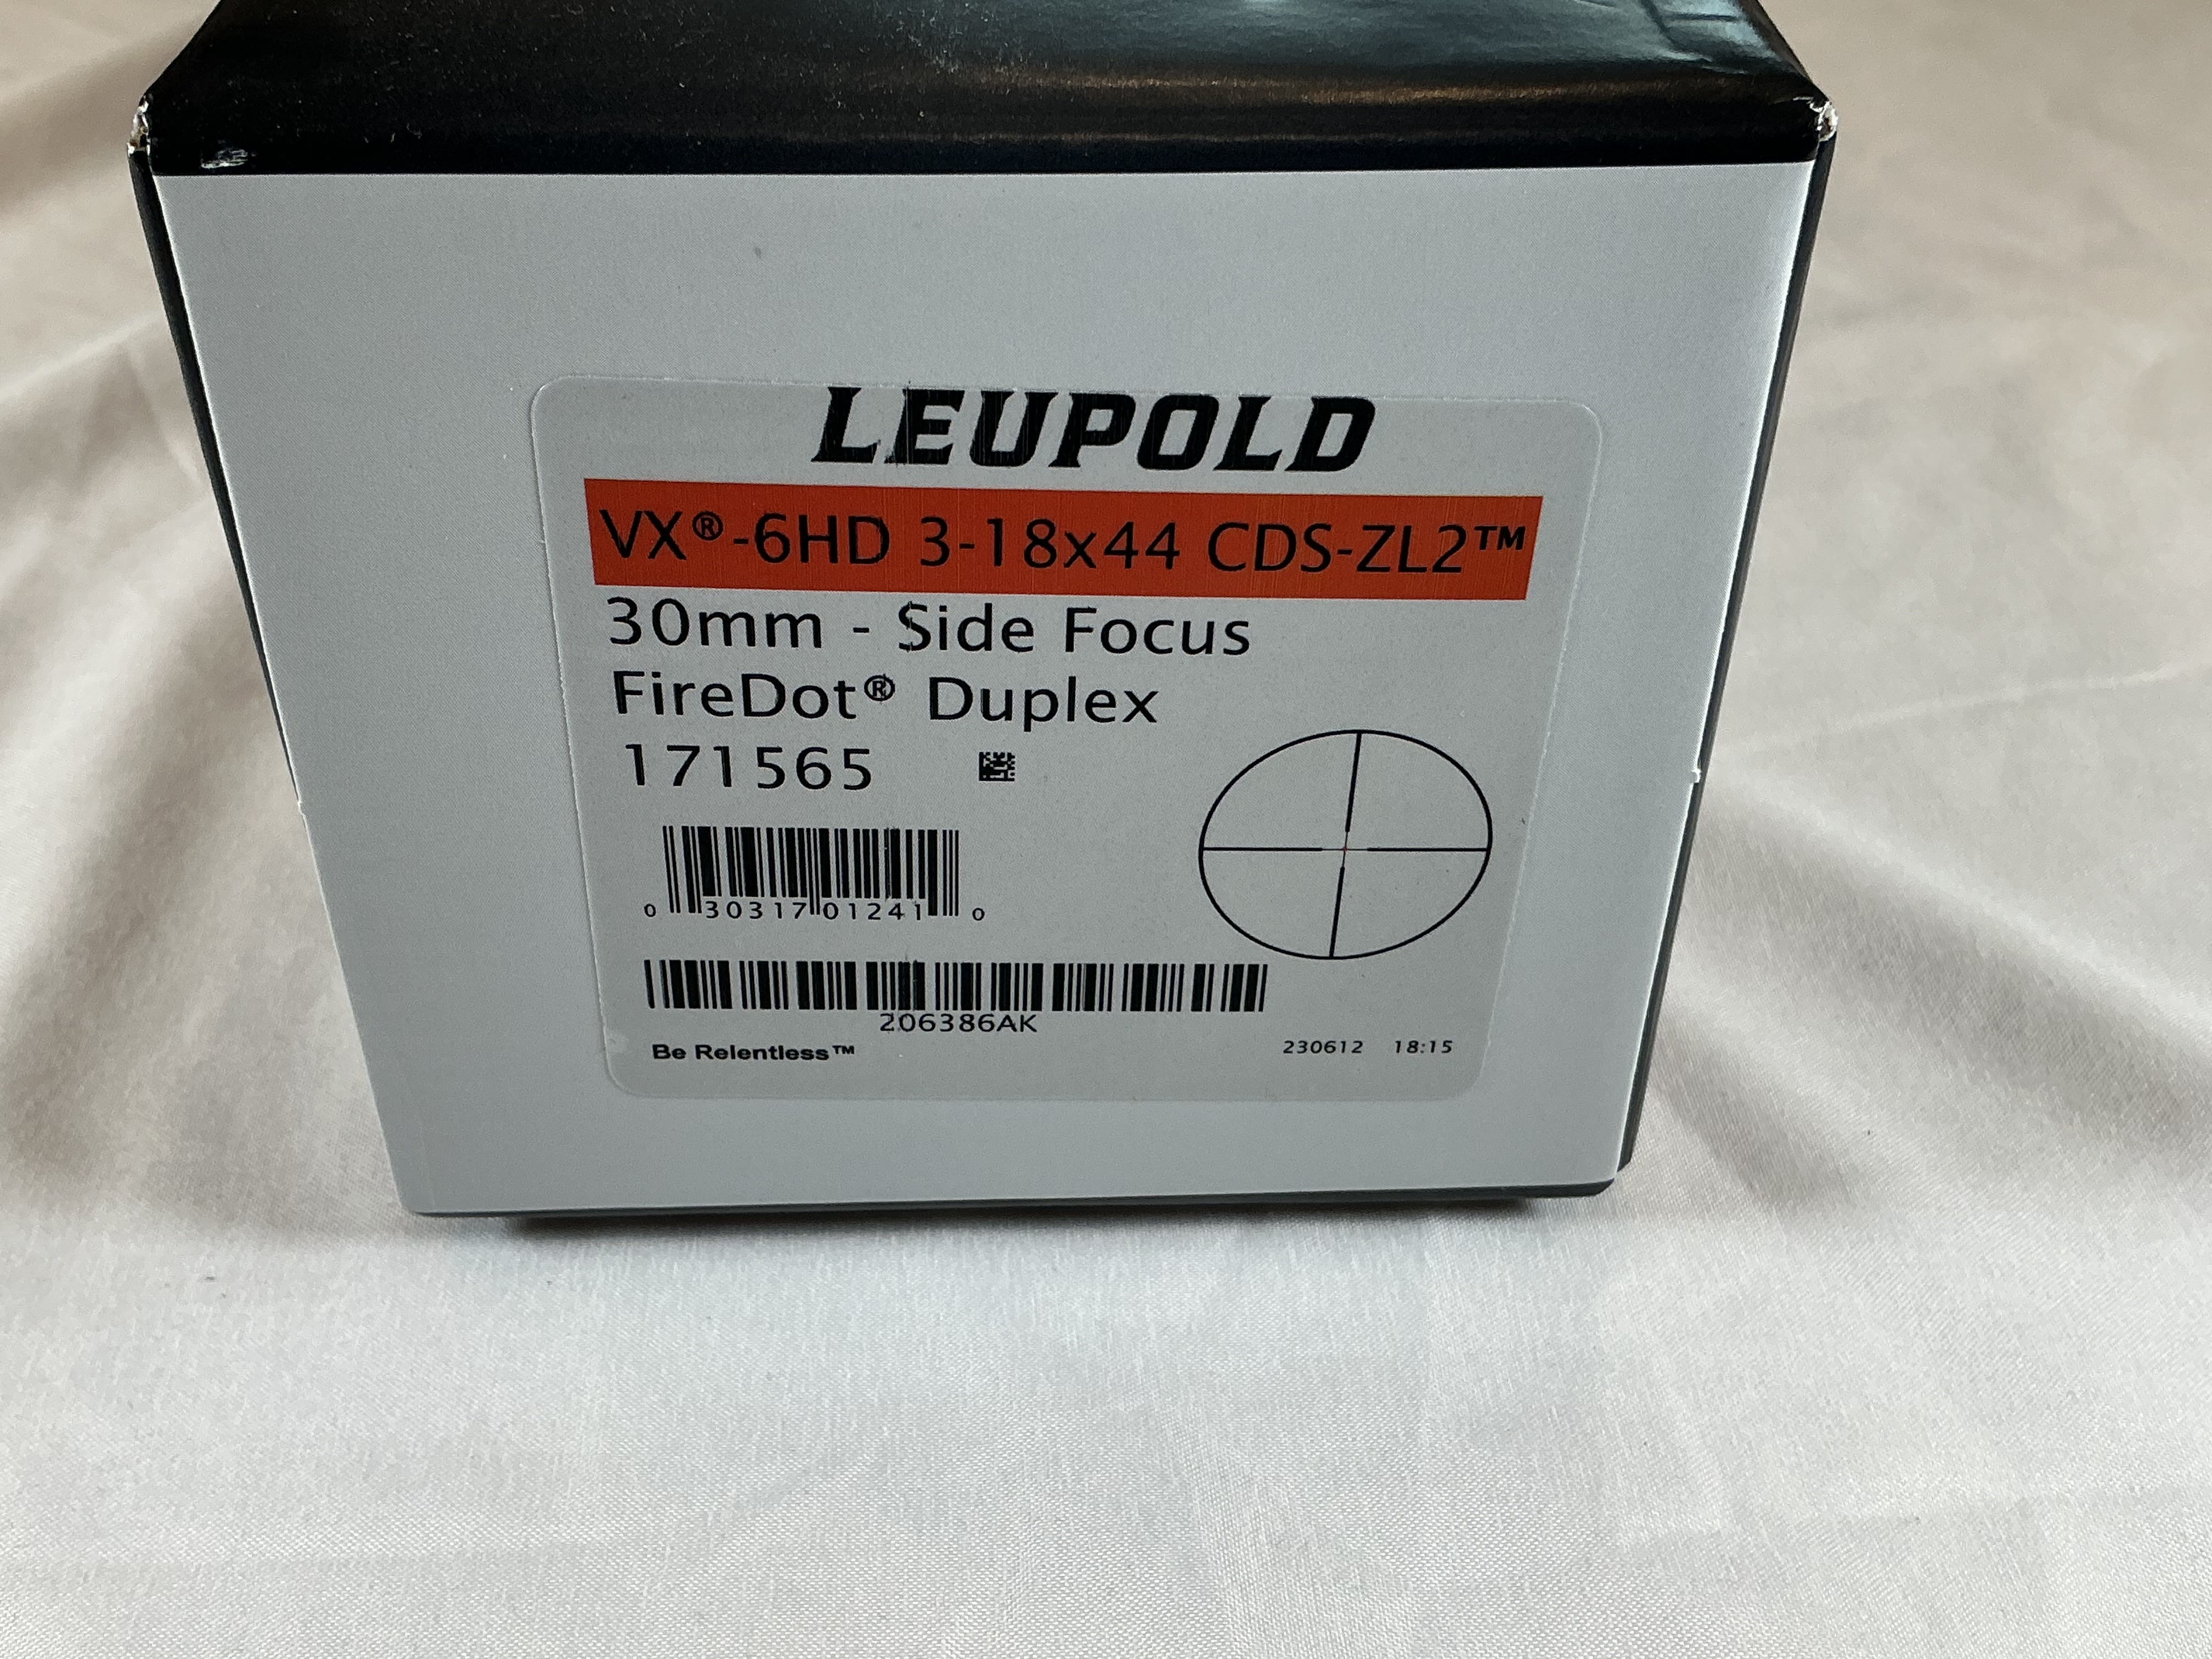 LEUPOLD
VX®-6HD 3-18x44 CDS-ZL2™
30mm - Side Focus
FireDot® Duplex
171565
0 30317 01241 0
206386AK
Be Relentless™ 230612 18:15